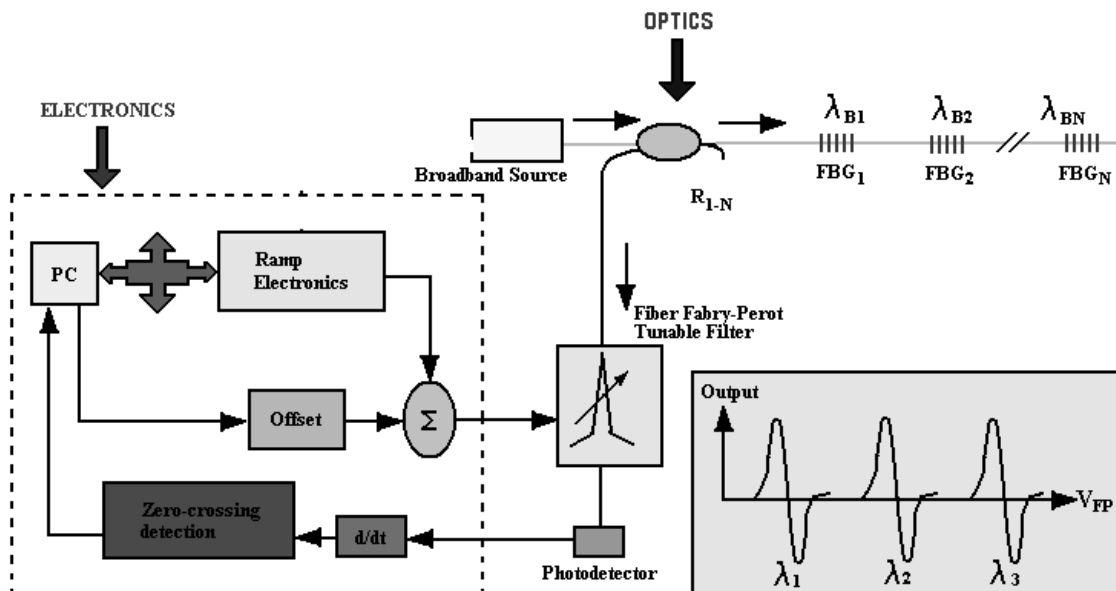 OPTICS
ELECTRONICS
λB1
λB2
λBN
Broadband Source
FBG1
FBG2
FBGN
R1-N
PC
Ramp
Electronics
Fiber Fabry-Perot
Tunable Filter
Offset
Σ
Output
VFP
Zero-crossing
detection
d/dt
Photodetector
λ1
λ2
λ3